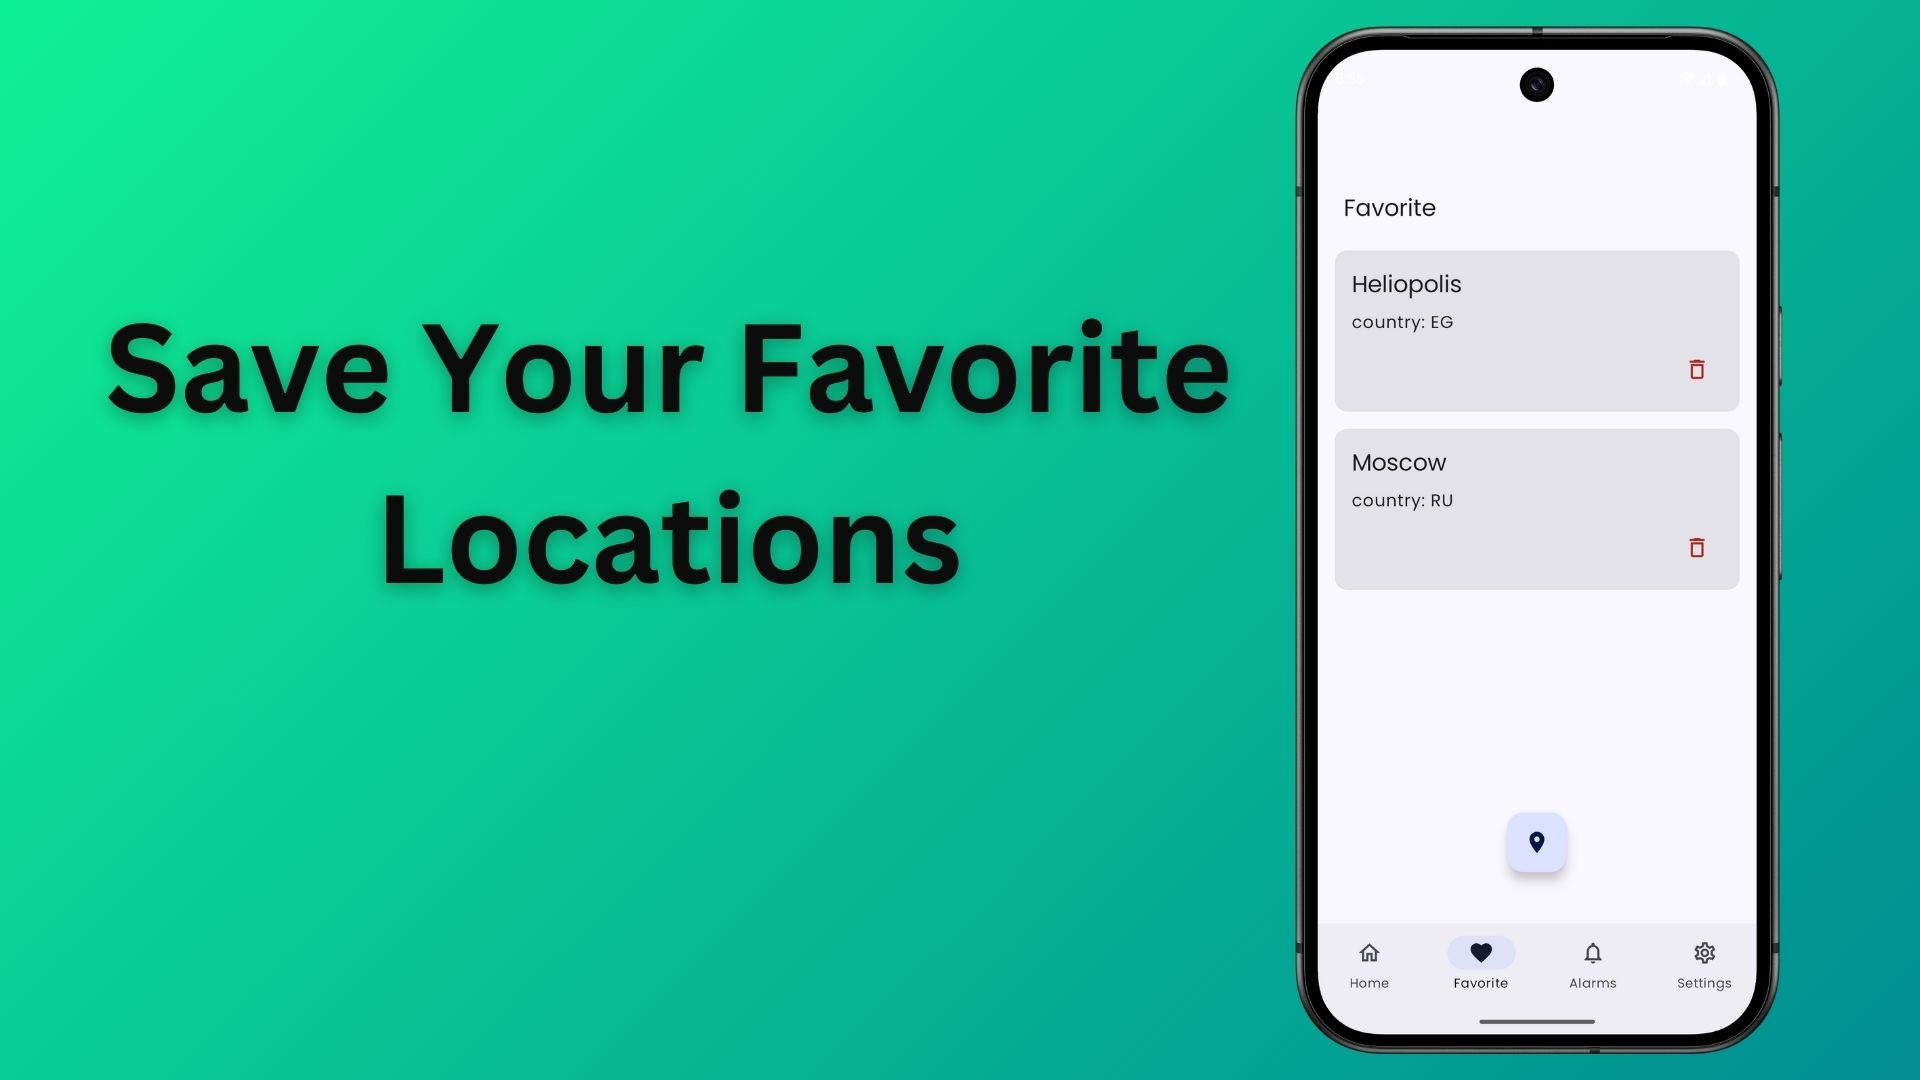 Save Your Favorite
Locations
Favorite
Heliopolis
country: EG
Moscow
country: RU
Home
Favorite
Alarms
Settings